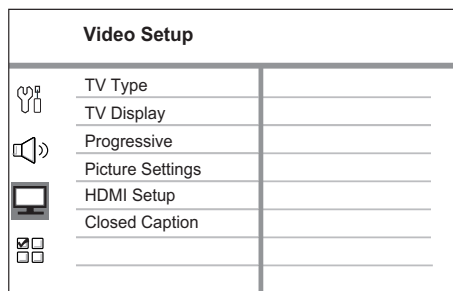 Video Setup
TV Type
TV Display
Progressive
Picture Settings
HDMI Setup
Closed Caption